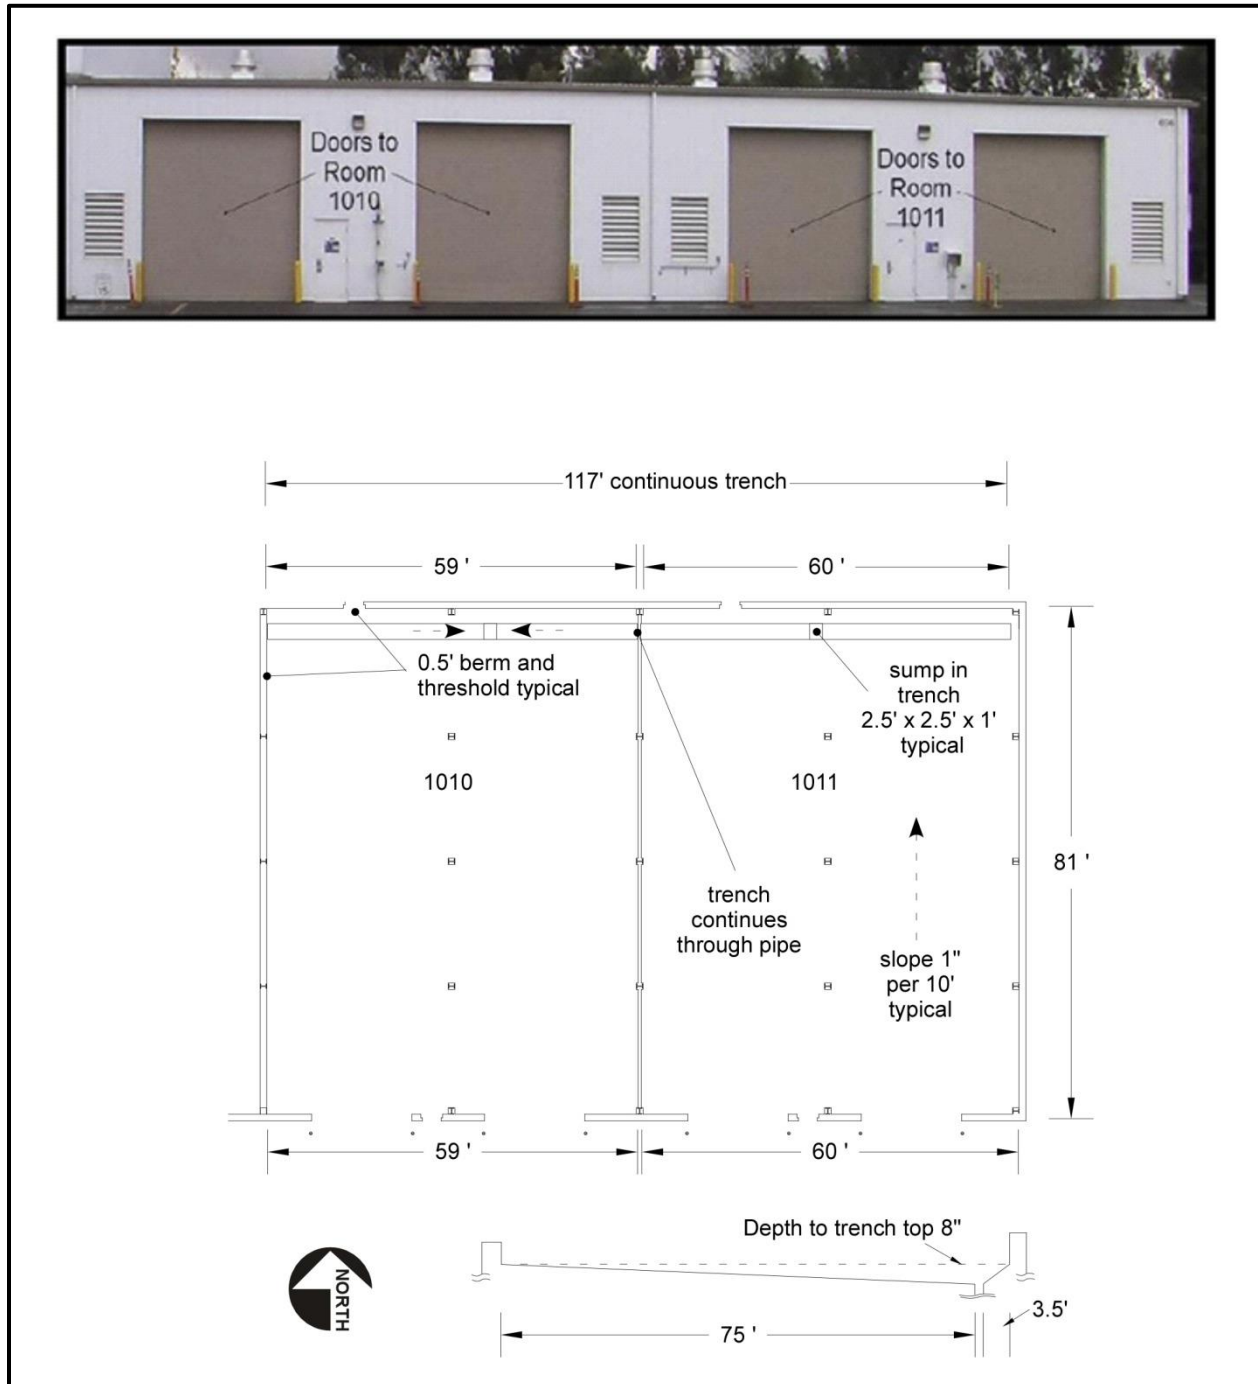 Doors to
Room
1010
Doors to
Room
1011
117' continuous trench
59 '
60 '
0.5' berm and
threshold typical
sump in
trench
2.5' x 2.5' x 1'
typical
1010
1011
81 '
trench
continues
through pipe
slope 1"
per 10'
typical
59 '
60 '
Depth to trench top 8"
NORTH
3.5'
75 '